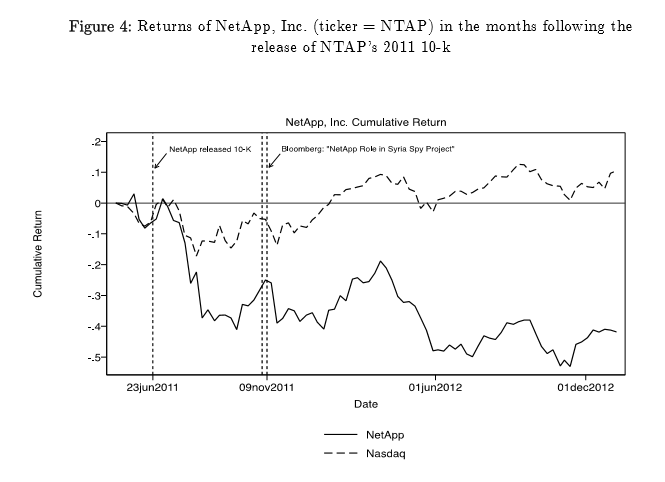 Figure 4: Returns of NetApp, Inc. (ticker = NTAP) in the months following the
release of NTAP's 2011 10-k
NetApp, Inc. Cumulative Return
NetApp released 10-K
Bloomberg: "NetApp Role in Syria Spy Project"
Cumulative Return
.2
.1
0
-.1
-.2
-.3
-.4
-.5
23jun2011
09nov2011
01jun2012
01dec2012
Date
NetApp
Nasdaq